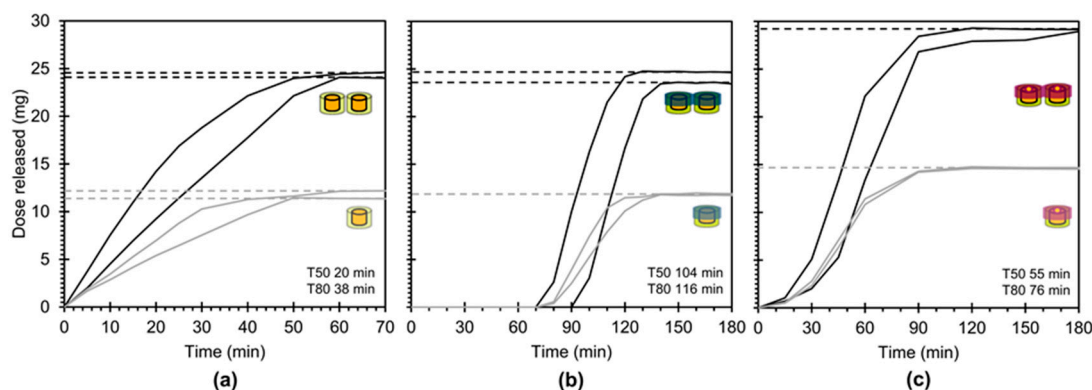 Dose released (mg)
30
25
20
15
10
5
0
T50 20 min
T80 38 min
0 10 20 30 40 50 60 70
Time (min)
(a)
T50 104 min
T80 116 min
0 30 60 90 120 150 180
Time (min)
(b)
T50 55 min
T80 76 min
0 30 60 90 120 150 180
Time (min)
(c)